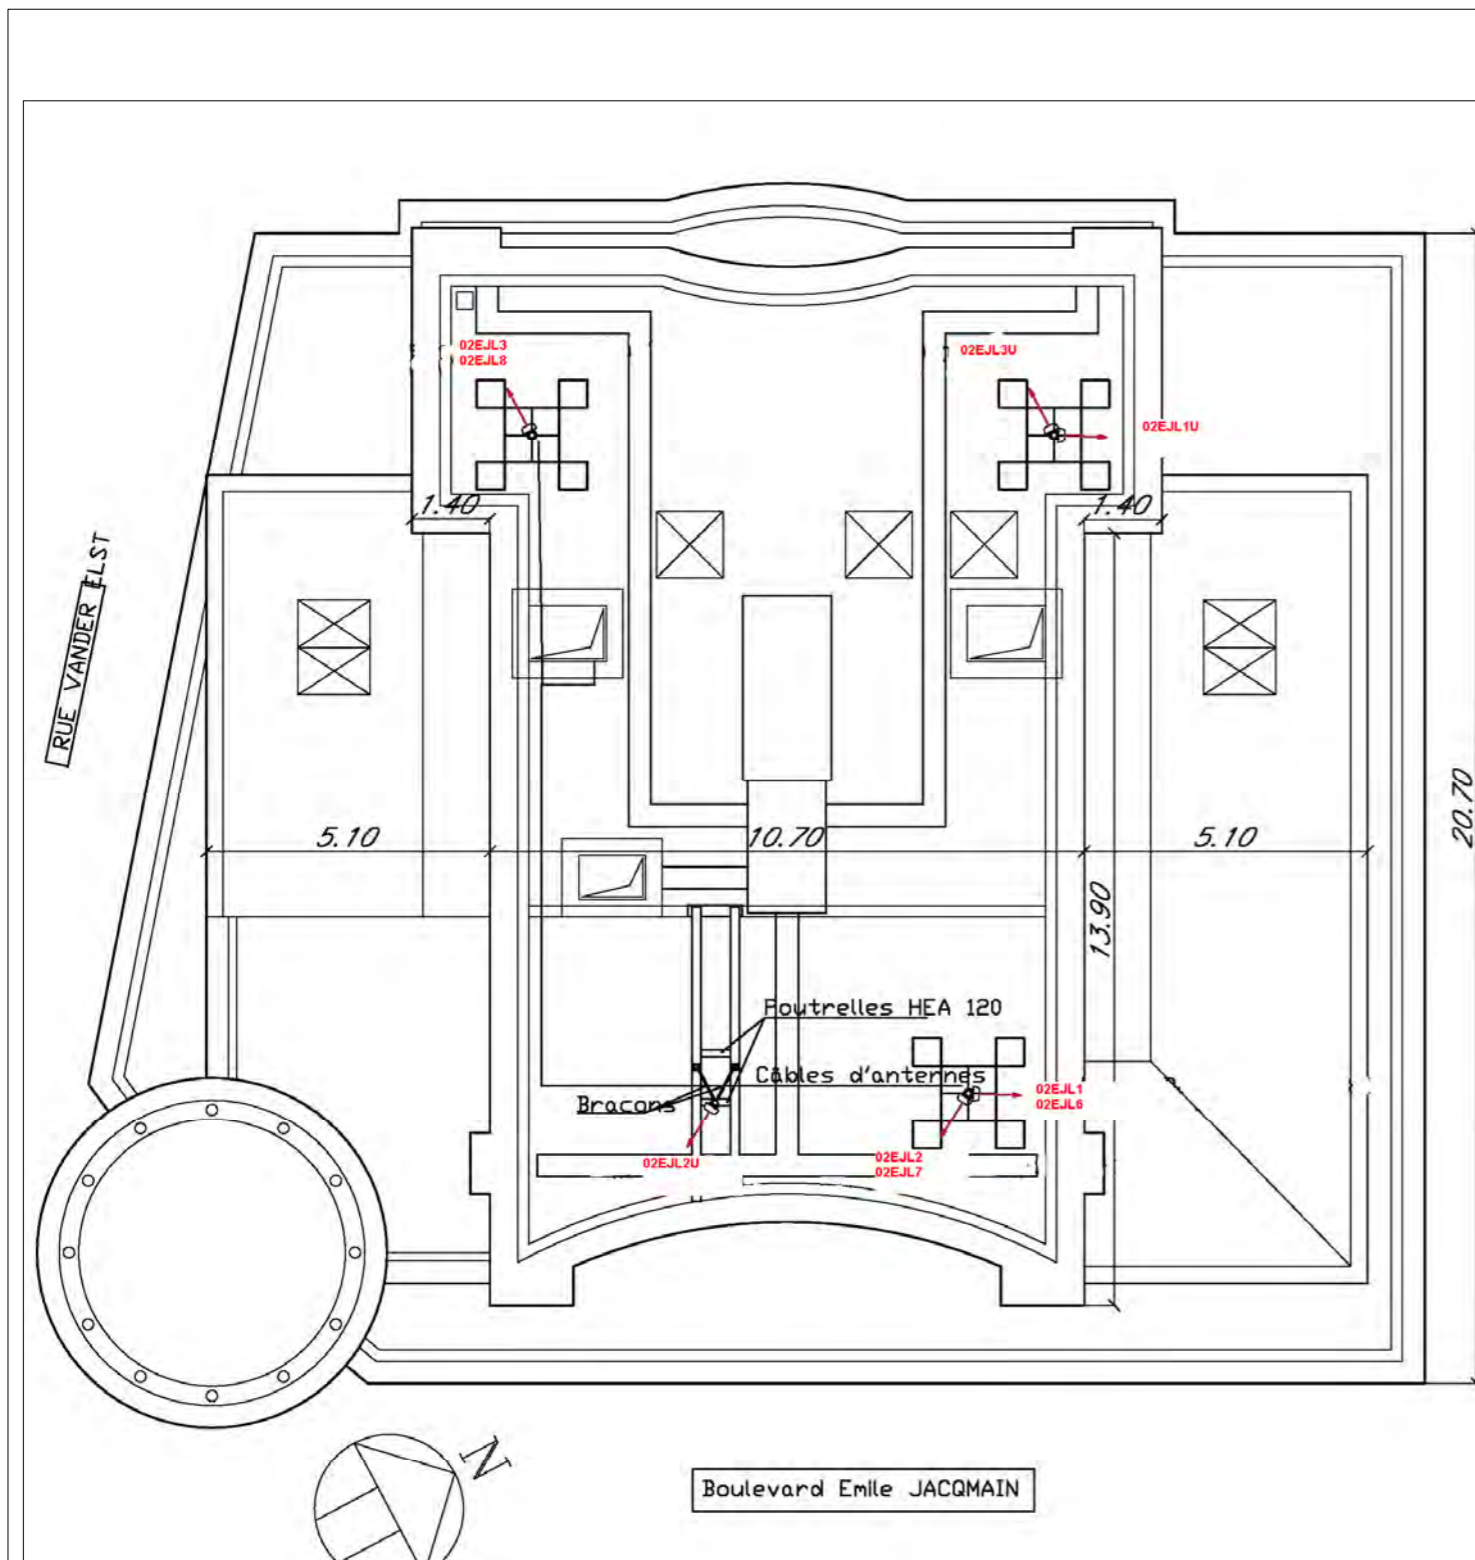 02EJL3
02EJL8
02EJL3U
02EJL1U
1.40
1.40
RUE VANDER ELST
5.10
10.70
5.10
20.70
13.90
Poutrelles HEA 120
Câbles d'antennes
Bracons
02EJL1
02EJL6
02EJL2U
02EJL2
02EJL7
N
Boulevard Emile JACQMAIN